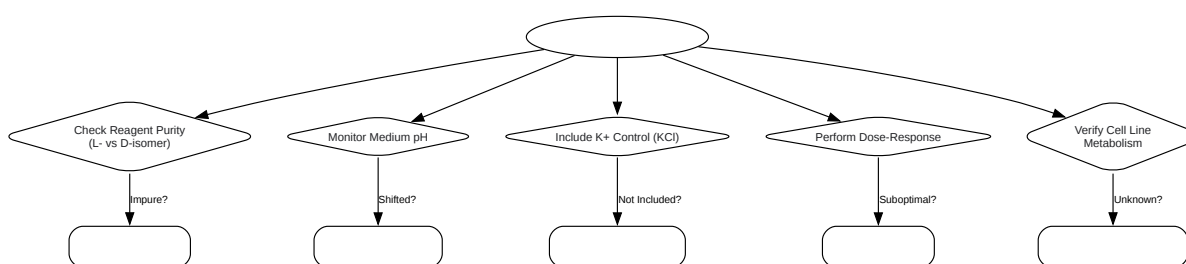 Check Reagent Purity
(L- vs D-isomer)
Monitor Medium pH
Include K+ Control (KCl)
Perform Dose-Response
Verify Cell Line
Metabolism
Impure?
Shifted?
Not Included?
Suboptimal?
Unknown?